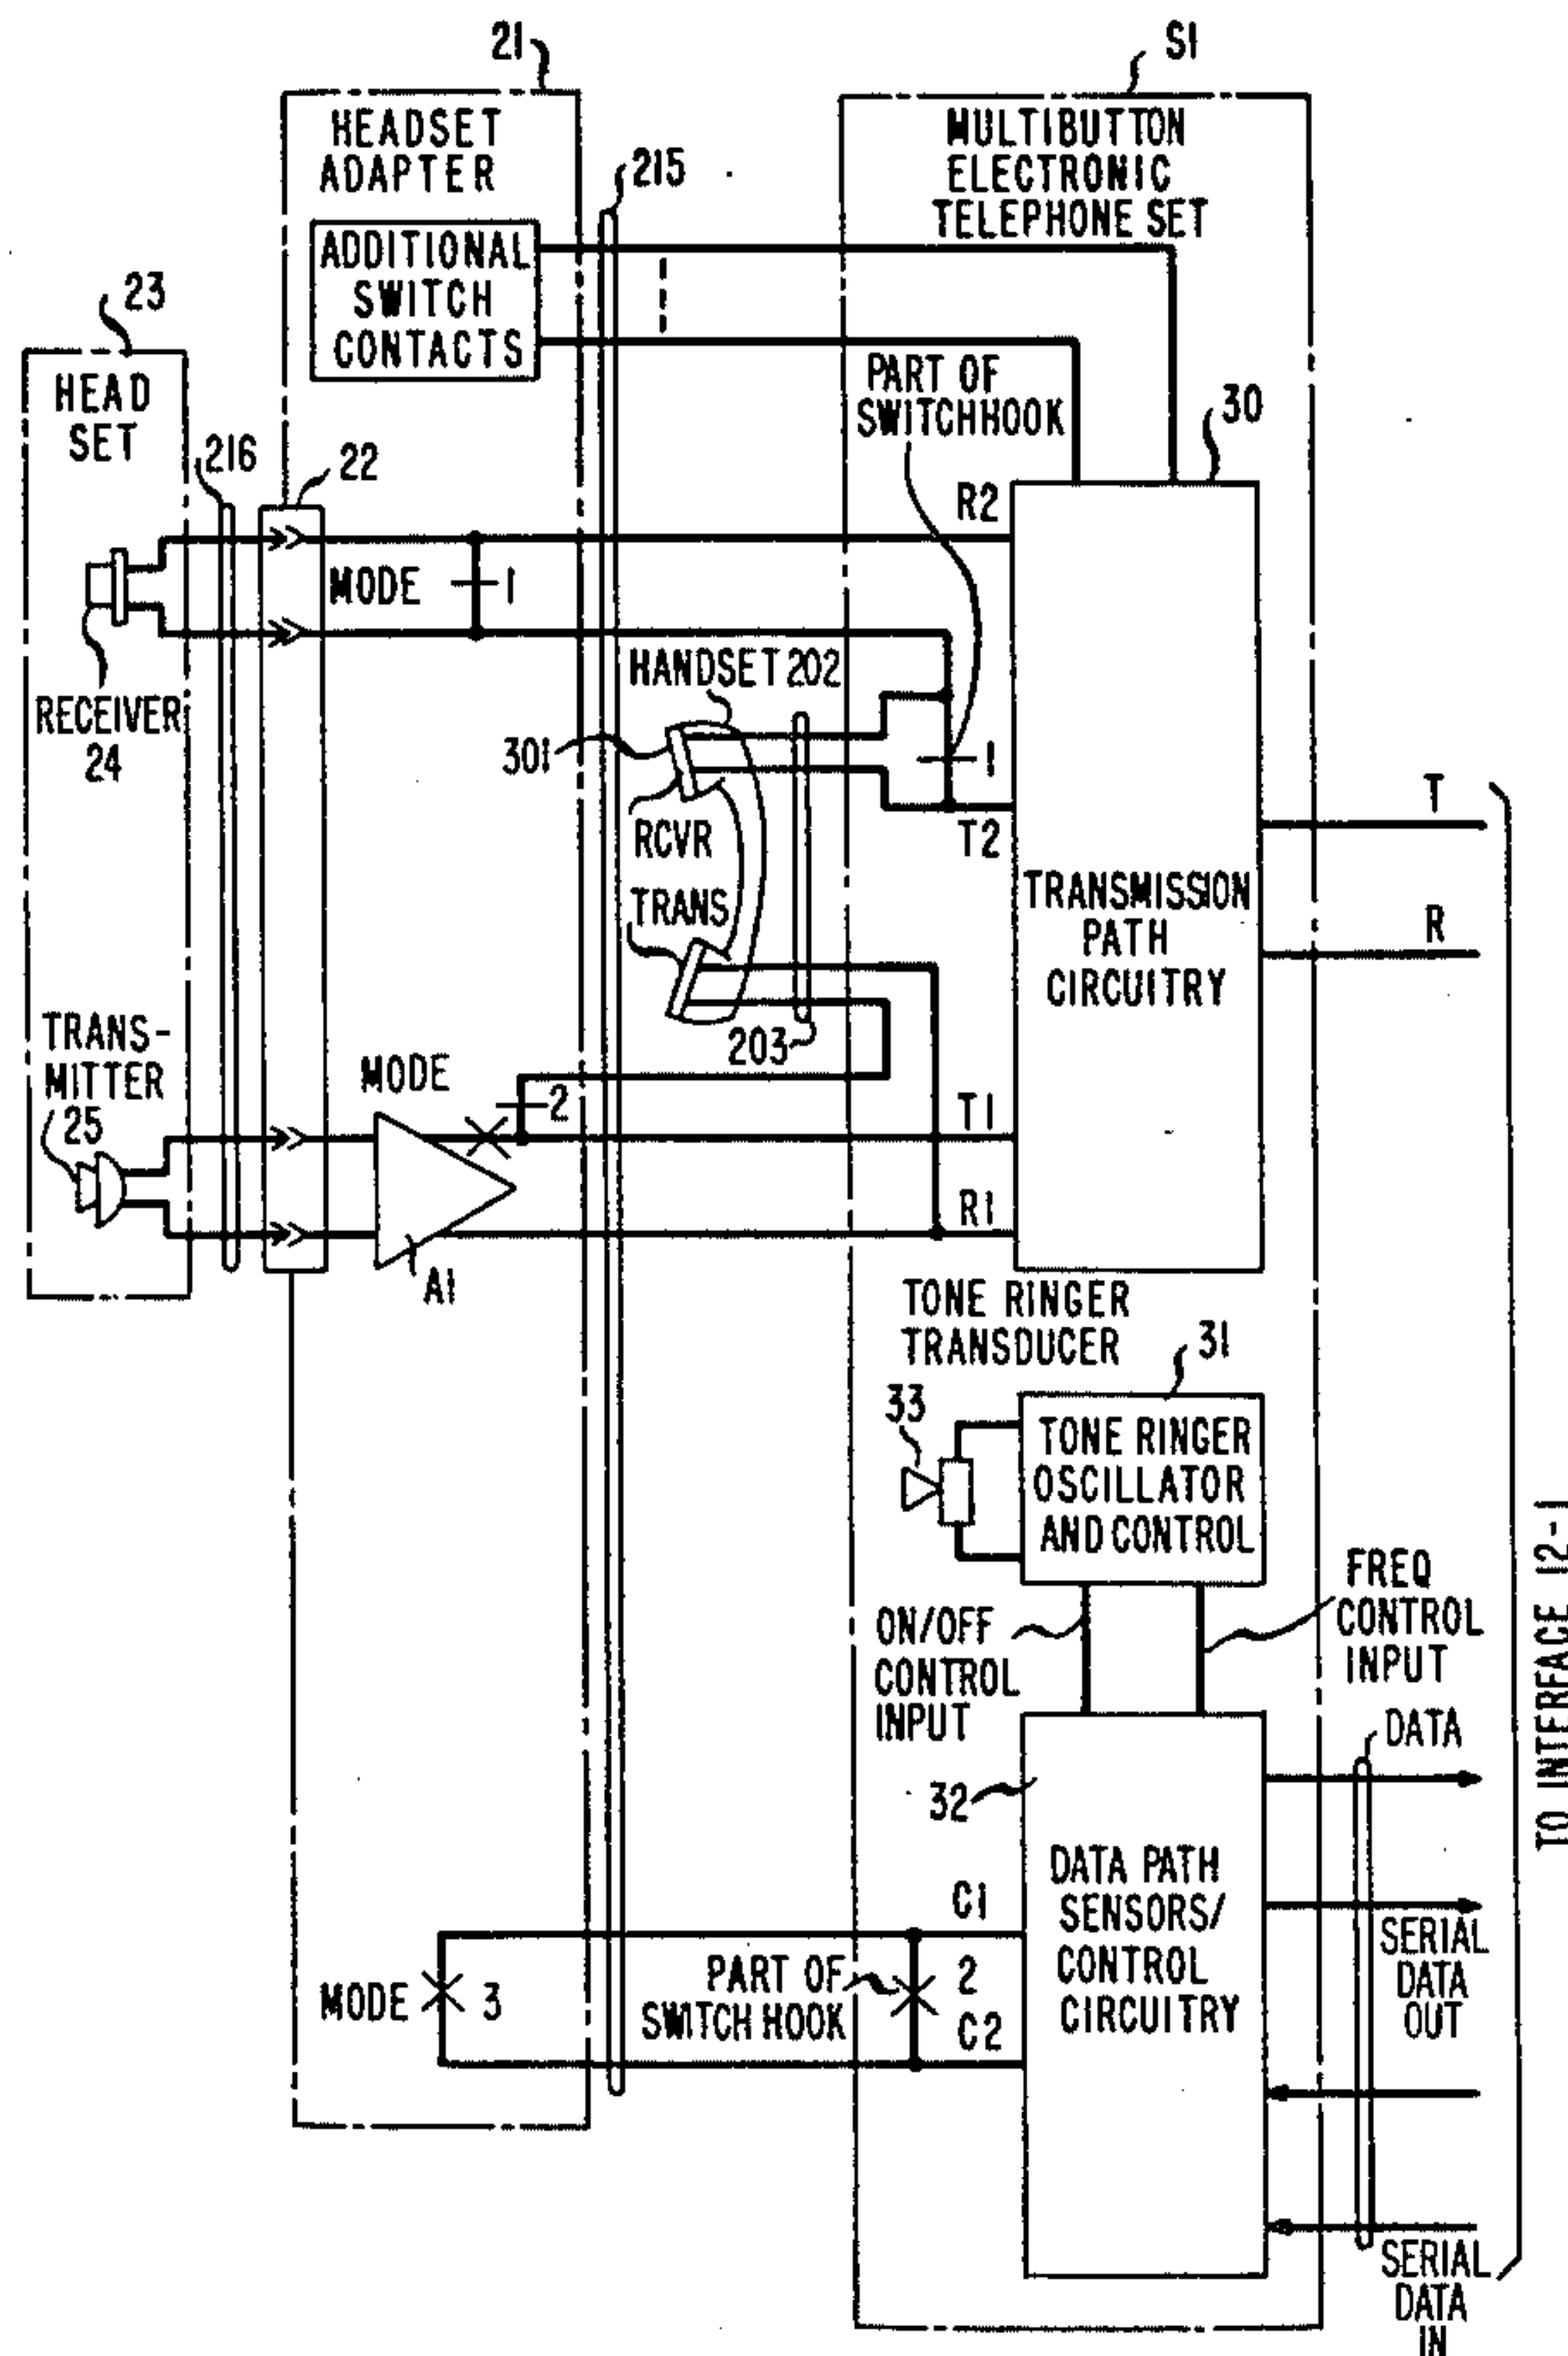 21
S1
HEADSET
ADAPTER
MULTIBUTTON
ELECTRONIC
TELEPHONE SET
215
ADDITIONAL
SWITCH
CONTACTS
23
HEAD
SET
PART OF
SWITCHHOOK
30
216
22
R2
MODE 1
HANDSET 202
RECEIVER
24
301
1
RCVR
T2
T
TRANS
TRANSMISSION
PATH
CIRCUITRY
R
203
TRANS-
MITTER
25
MODE
2
T1
R1
A1
TONE RINGER
TRANSDUCER
31
33
TONE RINGER
OSCILLATOR
AND CONTROL
ON/OFF
CONTROL
INPUT
FREQ
CONTROL
INPUT
TO INTERFACE 12-1
DATA
32
DATA PATH
SENSORS/
CONTROL
CIRCUITRY
C1
SERIAL
DATA
OUT
MODE 3
PART OF
SWITCH HOOK
2
C2
SERIAL
DATA
IN